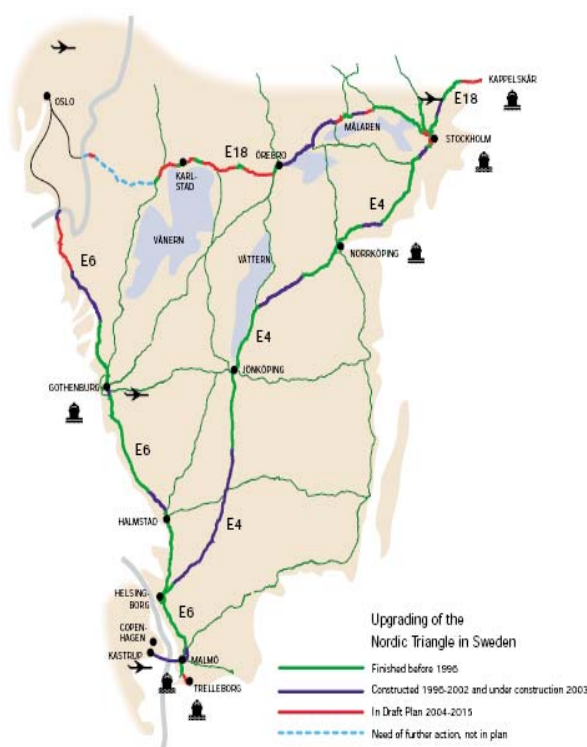 KAPPELSKÄR
E18
OSLO
MÄLAREN
STOCKHOLM
E18
ÖREBRO
KARL-
STAD
E4
VÄNERN
VÄTTERN
NORRKÖPING
E6
E4
JÖNKÖPING
GOTHENBURG
E6
HALMSTAD
E4
HELSING-
BORG
E6
COPEN-
HAGEN
KASTRUP
MALMÖ
TRELLEBORG
Upgrading of the
Nordic Triangle in Sweden
Finished before 1996
Constructed 1996-2002 and under construction 2003
In Draft Plan 2004-2015
Need of further action, not in plan